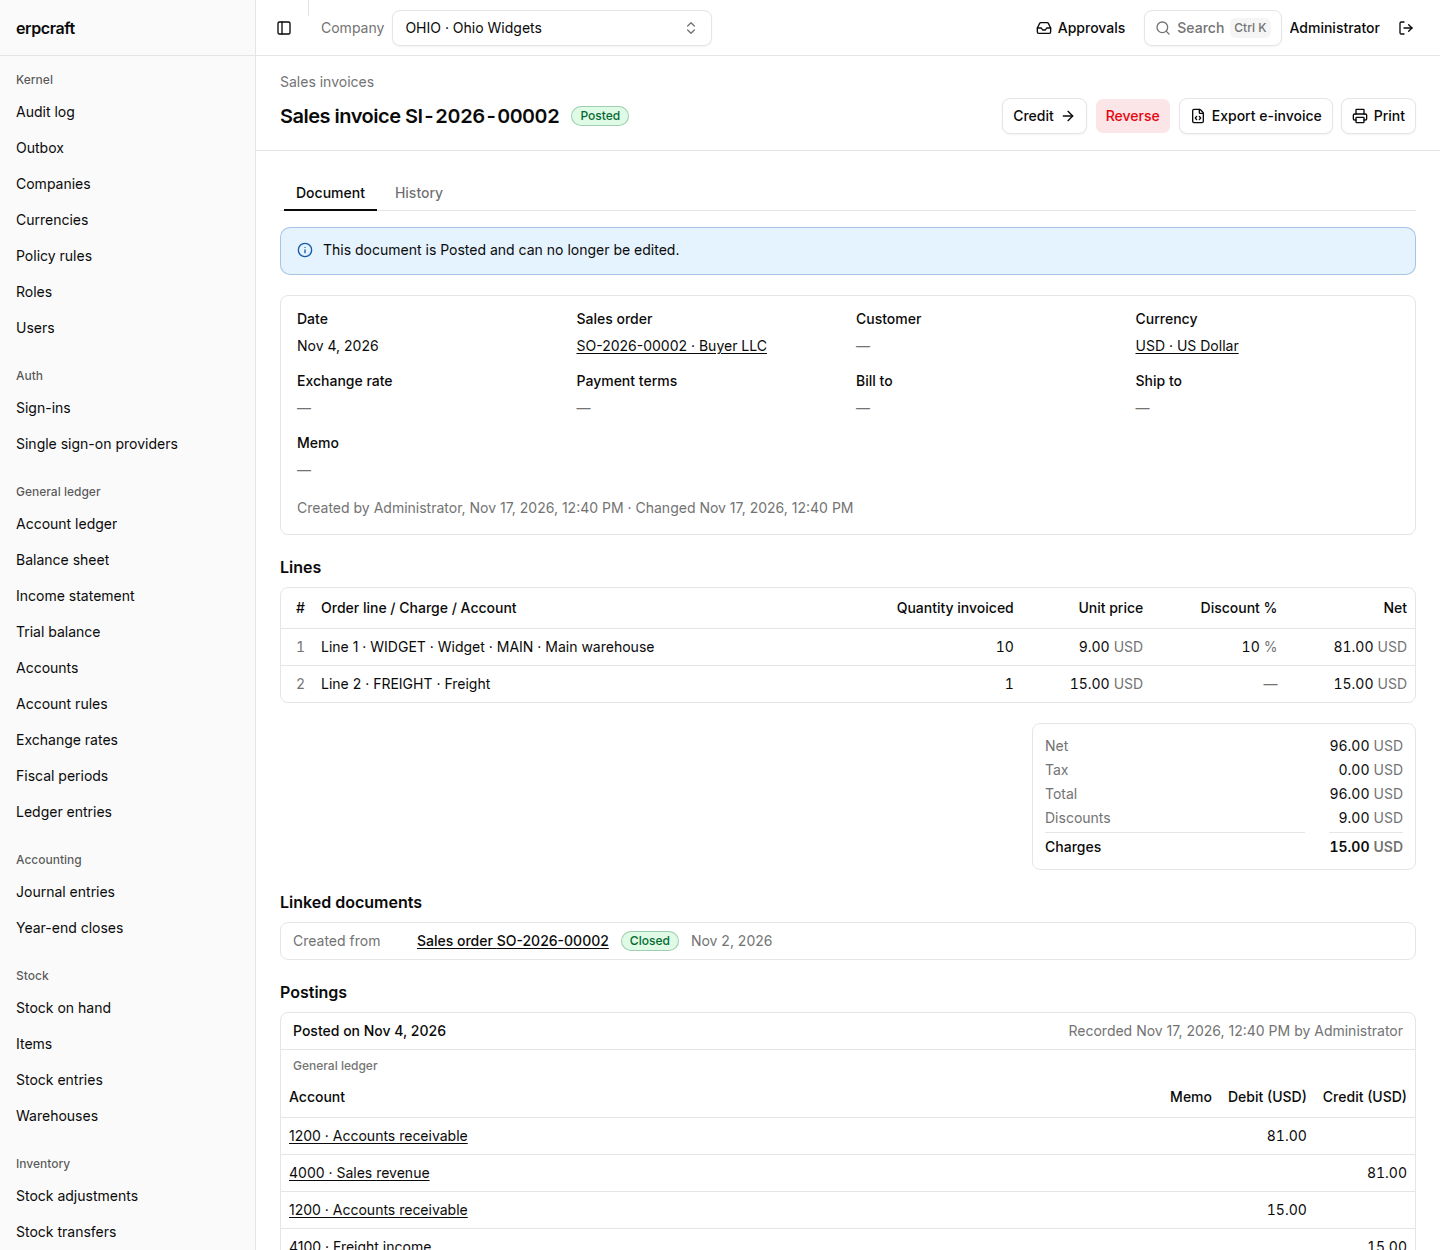 erpcraft
Company
OHIO · Ohio Widgets
Approvals
Search Ctrl K
Administrator
Kernel
Audit log
Outbox
Companies
Currencies
Policy rules
Roles
Users
Auth
Sign-ins
Single sign-on providers
General ledger
Account ledger
Balance sheet
Income statement
Trial balance
Accounts
Account rules
Exchange rates
Fiscal periods
Ledger entries
Accounting
Journal entries
Year-end closes
Stock
Stock on hand
Items
Stock entries
Warehouses
Inventory
Stock adjustments
Stock transfers
Sales invoices
Sales invoice SI-2026-00002 Posted
Credit Reverse Export e-invoice Print
Document History
This document is Posted and can no longer be edited.
Date Sales order Customer Currency
Nov 4, 2026 SO-2026-00002 · Buyer LLC — USD · US Dollar
Exchange rate Payment terms Bill to Ship to
— — — —
Memo
—
Created by Administrator, Nov 17, 2026, 12:40 PM · Changed Nov 17, 2026, 12:40 PM
Lines
# Order line / Charge / Account Quantity invoiced Unit price Discount % Net
1 Line 1 · WIDGET · Widget · MAIN · Main warehouse 10 9.00 USD 10 % 81.00 USD
2 Line 2 · FREIGHT · Freight 1 15.00 USD — 15.00 USD
Net 96.00 USD
Tax 0.00 USD
Total 96.00 USD
Discounts 9.00 USD
Charges 15.00 USD
Linked documents
Created from Sales order SO-2026-00002 Closed Nov 2, 2026
Postings
Posted on Nov 4, 2026 Recorded Nov 17, 2026, 12:40 PM by Administrator
General ledger
Account Memo Debit (USD) Credit (USD)
1200 · Accounts receivable 81.00
4000 · Sales revenue 81.00
1200 · Accounts receivable 15.00
4100 · Freight income 15.00